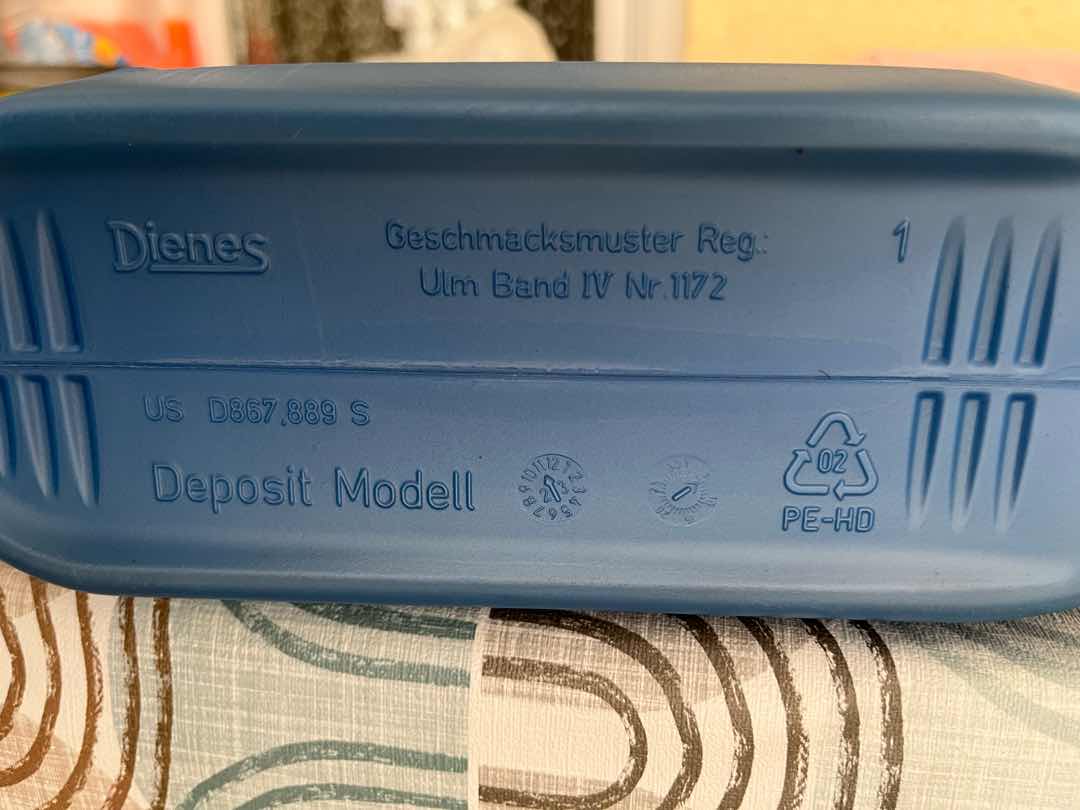 Dienes
Geschmacksmuster Reg.:
Ulm Band IV Nr. 1172
1
US D867,889 S
Deposit Modell
02
PE-HD